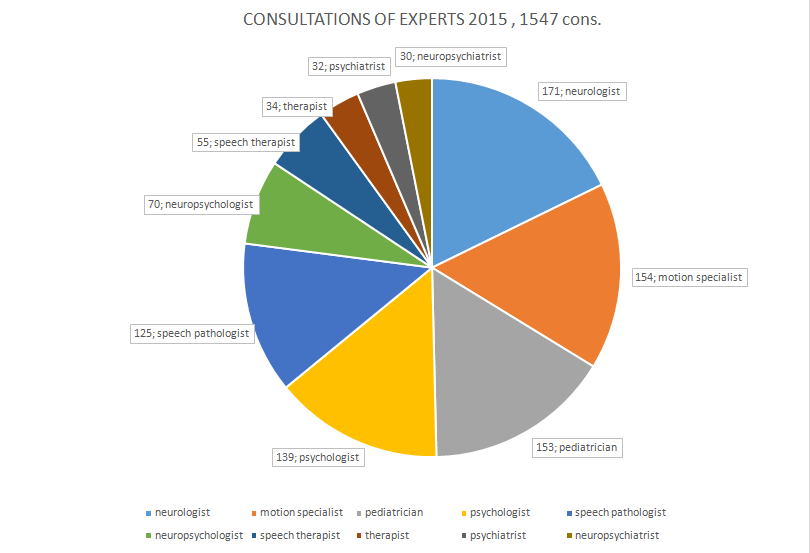 CONSULTATIONS OF EXPERTS 2015 , 1547 cons.
30; neuropsychiatrist
32; psychiatrist
171; neurologist
34; therapist
55; speech therapist
70; neuropsychologist
154; motion specialist
125; speech pathologist
153; pediatrician
139; psychologist
neurologist motion specialist pediatrician psychologist speech pathologist
neuropsychologist speech therapist therapist psychiatrist neuropsychiatrist